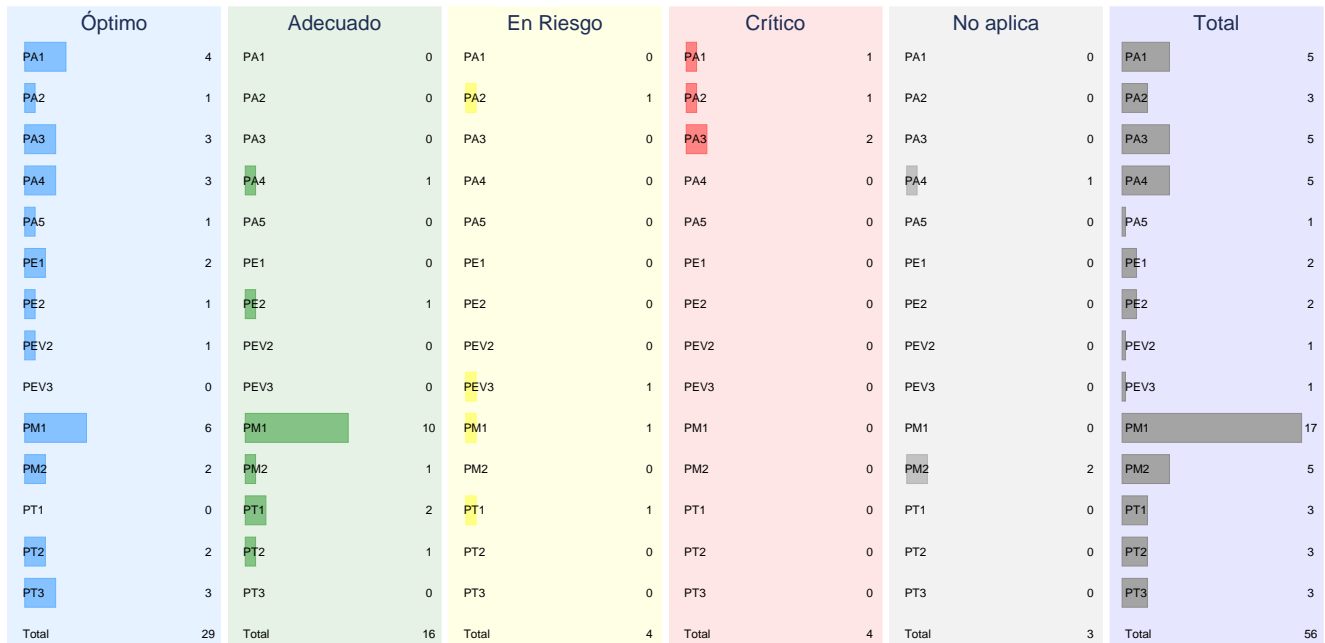 Óptimo Adecuado En Riesgo Crítico No aplica Total
PA1 4 PA1 0 PA1 0 PA1 1 PA1 0 PA1 5
PA2 1 PA2 0 PA2 1 PA2 1 PA2 0 PA2 3
PA3 3 PA3 0 PA3 0 PA3 2 PA3 0 PA3 5
PA4 3 PA4 1 PA4 0 PA4 0 PA4 1 PA4 5
PA5 1 PA5 0 PA5 0 PA5 0 PA5 0 PA5 1
PE1 2 PE1 0 PE1 0 PE1 0 PE1 0 PE1 2
PE2 1 PE2 1 PE2 0 PE2 0 PE2 0 PE2 2
PEV2 1 PEV2 0 PEV2 0 PEV2 0 PEV2 0 PEV2 1
PEV3 0 PEV3 0 PEV3 1 PEV3 0 PEV3 0 PEV3 1
PM1 6 PM1 10 PM1 1 PM1 0 PM1 0 PM1 17
PM2 2 PM2 1 PM2 0 PM2 0 PM2 2 PM2 5
PT1 0 PT1 2 PT1 1 PT1 0 PT1 0 PT1 3
PT2 2 PT2 1 PT2 0 PT2 0 PT2 0 PT2 3
PT3 3 PT3 0 PT3 0 PT3 0 PT3 0 PT3 3
Total 29 Total 16 Total 4 Total 4 Total 3 Total 56